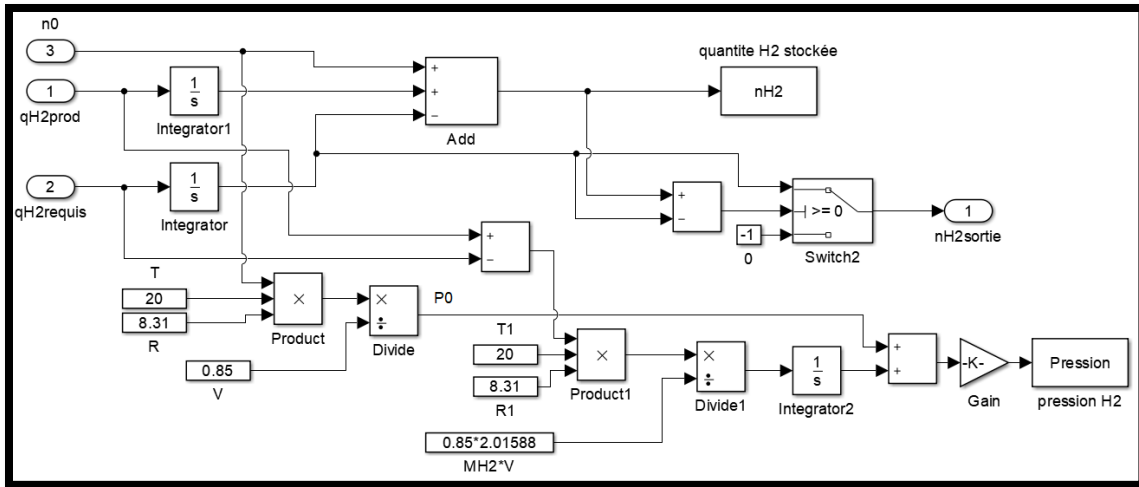 n0
3
1
qH2prod
1
s
Integrator1
+
+
−
Add
quantite H2 stockée
nH2
2
qH2requis
1
s
Integrator
+
−
+
−
>= 0
-1
0
Switch2
1
nH2sortie
T
20
8.31
R
×
Product
×
÷
Divide
P0
0.85
V
T1
20
8.31
R1
×
Product1
×
÷
Divide1
0.85*2.01588
MH2*V
1
s
Integrator2
+
+
-K-
Gain
Pression
pression H2